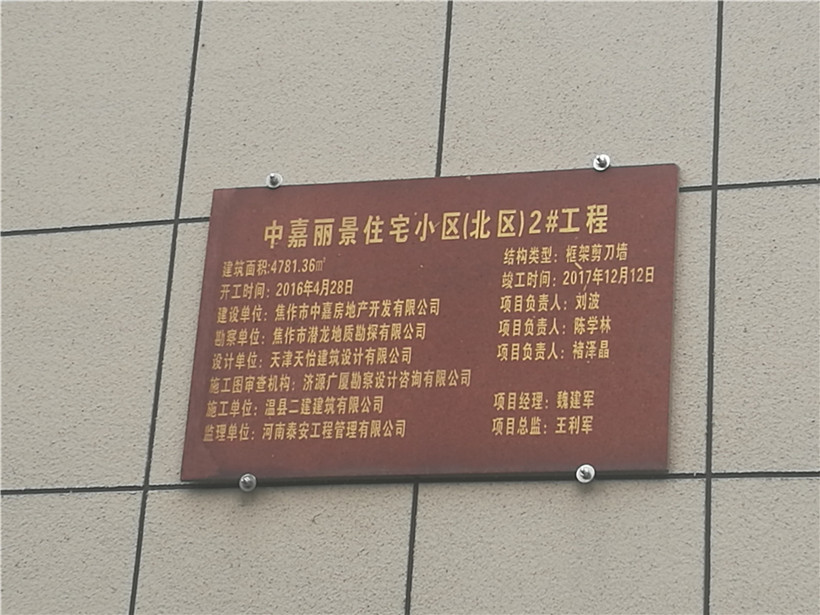 中嘉丽景住宅小区(北区)2#工程
建筑面积:4781.36㎡ 结构类型：框架剪刀墙
开工时间：2016年4月28日 竣工时间：2017年12月12日
建设单位：焦作市中嘉房地产开发有限公司 项目负责人：刘波
勘察单位：焦作市潜龙地质勘探有限公司 项目负责人：陈学林
设计单位：天津天怡建筑设计有限公司 项目负责人：褚泽晶
施工图审查机构：济源广厦勘察设计咨询有限公司
施工单位：温县二建建筑有限公司 项目经理：魏建军
监理单位：河南泰安工程管理有限公司 项目总监：王利军